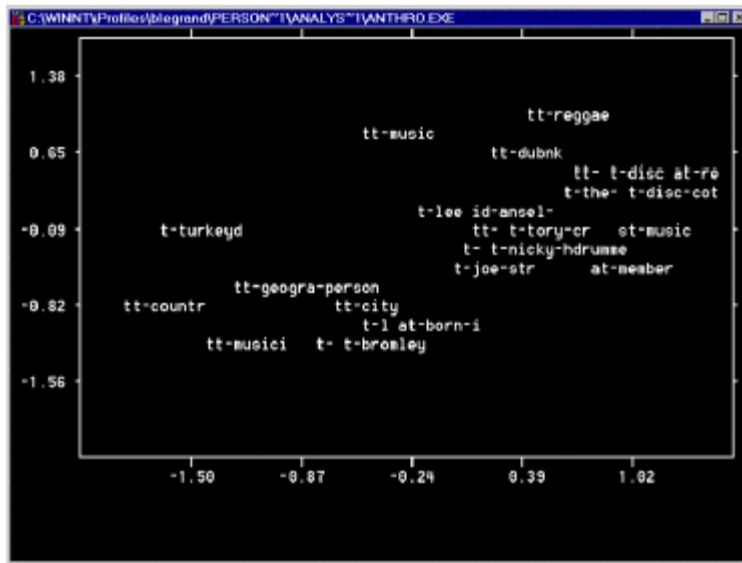 C:\WINNT\Profiles\blegrand\PERSON~1\ANALYS~1\ANTHRO.EXE
1.38
tt-reggae
tt-music
0.65 tt-dubnk
tt- t-disc at-re
t-the- t-disc-cot
t-lee id-ansel-
-0.09 t-turkeyd tt- t-tory-cr st-music
t- t-nicky-hdrumme
t-joe-str at-member
tt-geogra-person
-0.82 tt-countr tt-city
t-l at-born-i
tt-musici t- t-bromley
-1.56
-1.50 -0.87 -0.24 0.39 1.02